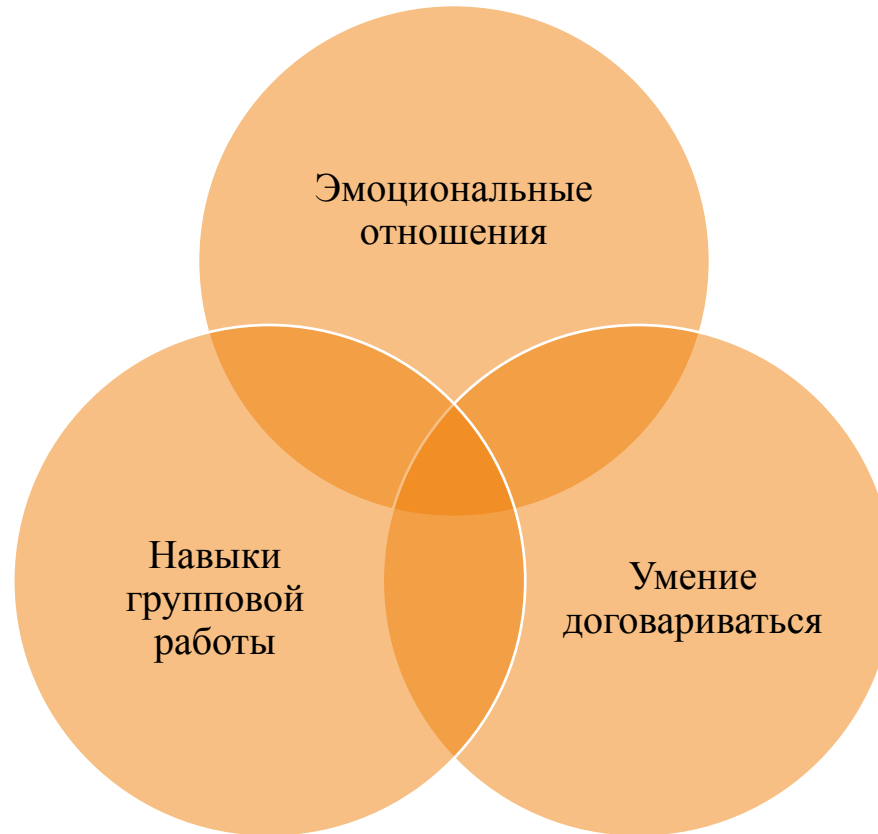 Эмоциональные
отношения
Навыки
групповой
работы
Умение
договариваться